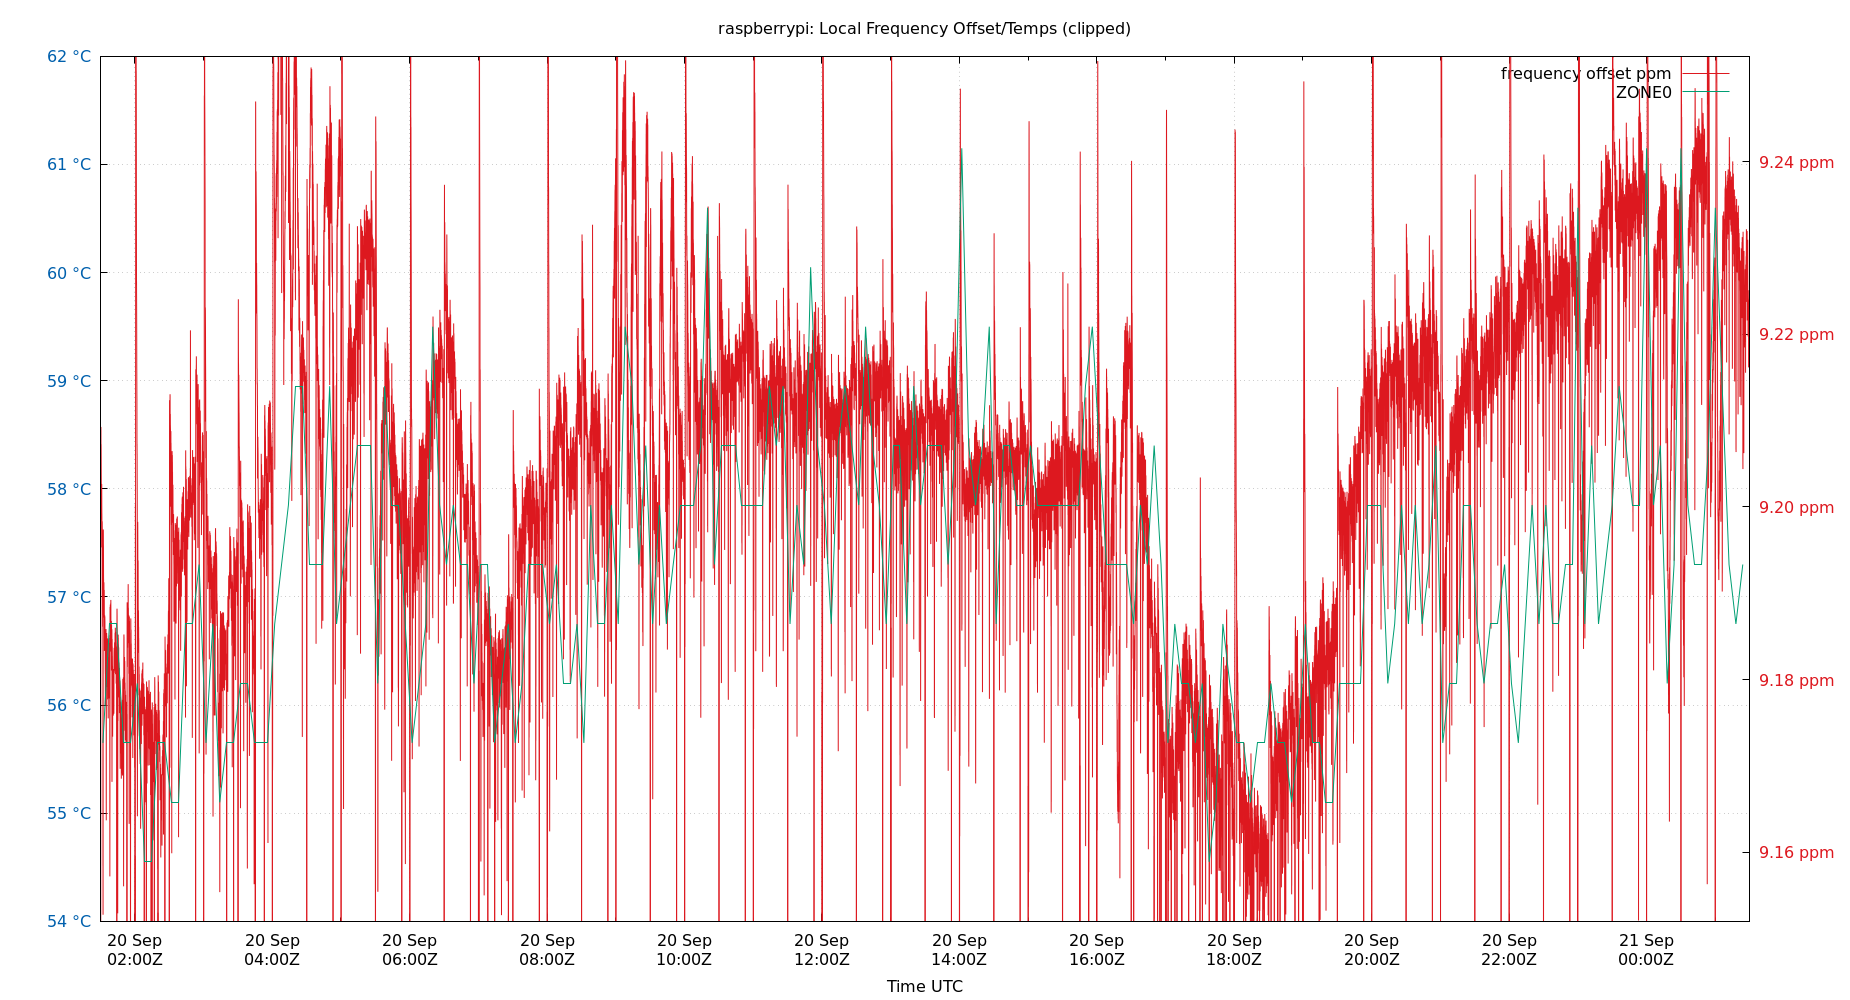 raspberrypi: Local Frequency Offset/Temps (clipped)
frequency offset ppm
ZONE0
62 °C
61 °C
60 °C
59 °C
58 °C
57 °C
56 °C
55 °C
54 °C
9.24 ppm
9.22 ppm
9.20 ppm
9.18 ppm
9.16 ppm
20 Sep 20 Sep 20 Sep 20 Sep 20 Sep 20 Sep 20 Sep 20 Sep 20 Sep 20 Sep 20 Sep 21 Sep
02:00Z 04:00Z 06:00Z 08:00Z 10:00Z 12:00Z 14:00Z 16:00Z 18:00Z 20:00Z 22:00Z 00:00Z
Time UTC